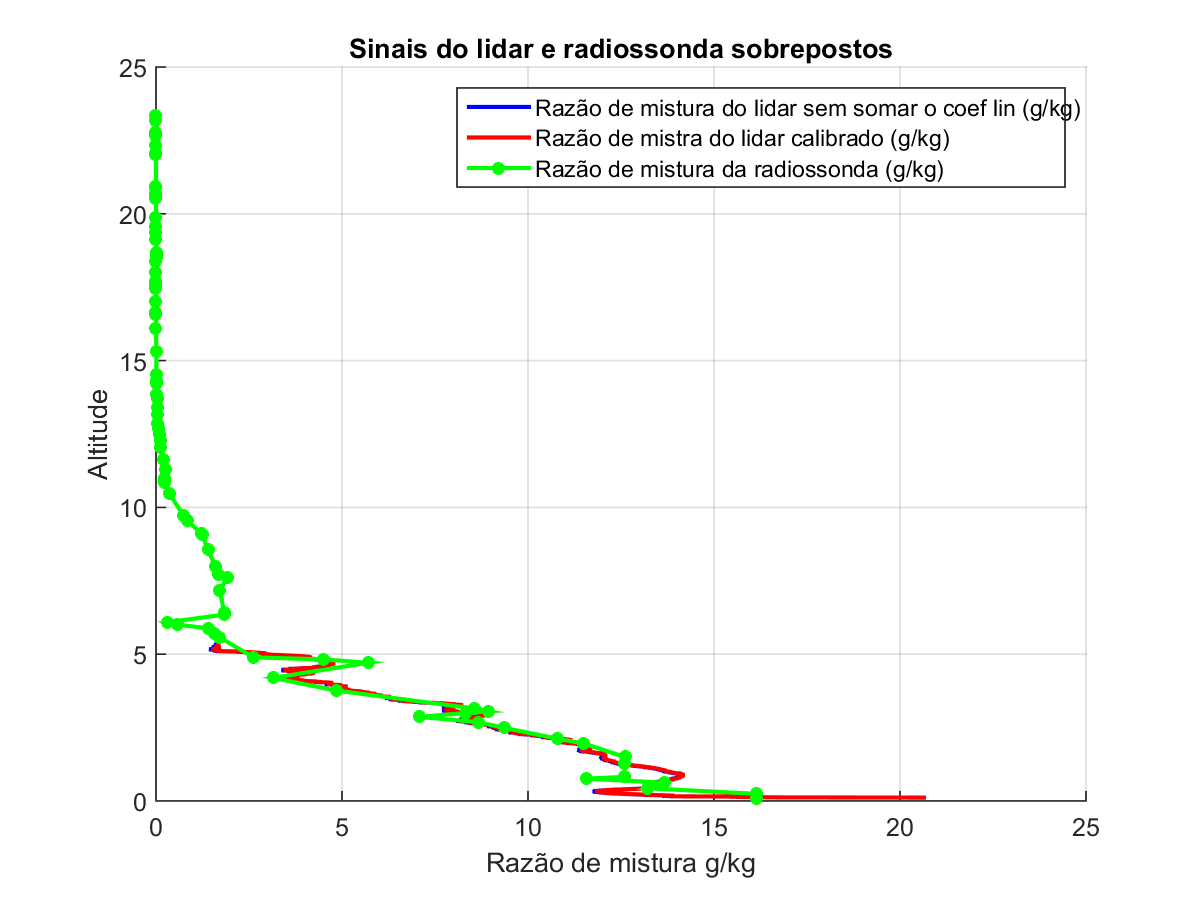 Sinais do lidar e radiossonda sobrepostos
Razão de mistura do lidar sem somar o coef lin (g/kg)
Razão de mistra do lidar calibrado (g/kg)
Razão de mistura da radiossonda (g/kg)
25
20
15
10
5
0
Altitude
0 5 10 15 20 25
Razão de mistura g/kg